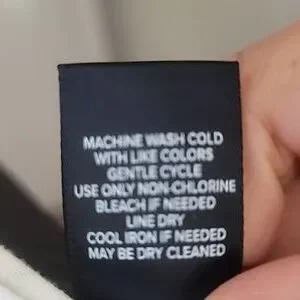 MACHINE WASH COLD
WITH LIKE COLORS
GENTLE CYCLE
USE ONLY NON-CHLORINE
BLEACH IF NEEDED
LINE DRY
COOL IRON IF NEEDED
MAY BE DRY CLEANED